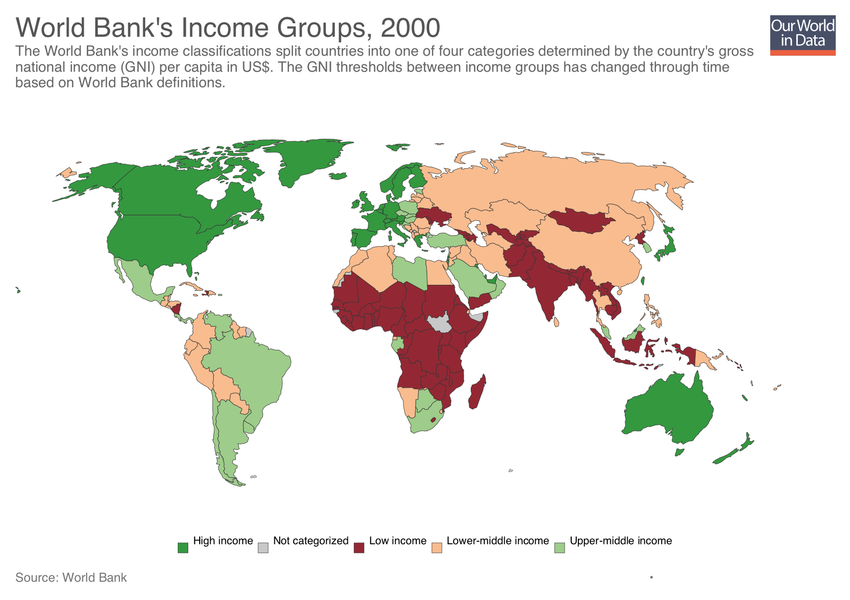 World Bank's Income Groups, 2000
Our World
in Data
The World Bank's income classifications split countries into one of four categories determined by the country's gross
national income (GNI) per capita in US$. The GNI thresholds between income groups has changed through time
based on World Bank definitions.
High income
Not categorized
Low income
Lower-middle income
Upper-middle income
Source: World Bank